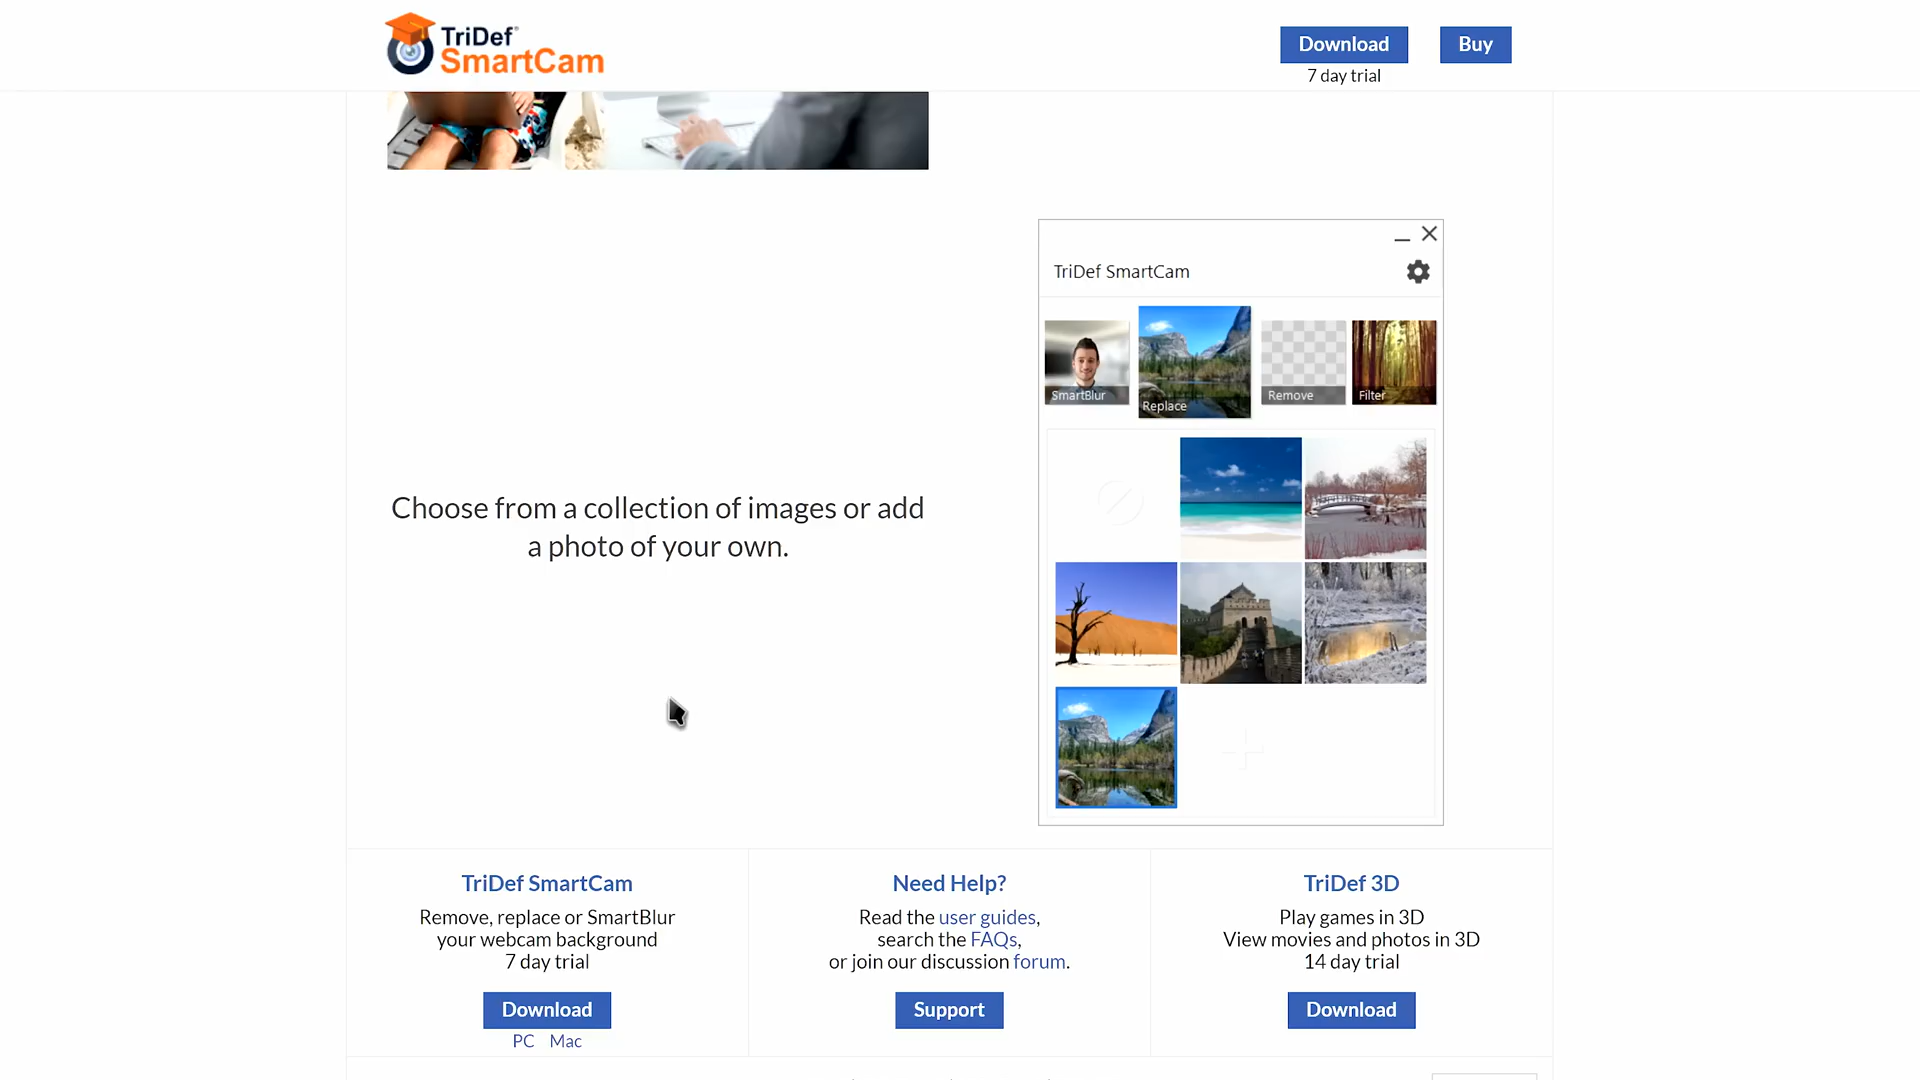 TriDef
SmartCam
Download
7 day trial
Buy
TriDef SmartCam
SmartBlur
Replace
Remove
Filter
Choose from a collection of images or add
a photo of your own.
TriDef SmartCam
Remove, replace or SmartBlur
your webcam background
7 day trial
Download
PC Mac
Need Help?
Read the user guides,
search the FAQs,
or join our discussion forum.
Support
TriDef 3D
Play games in 3D
View movies and photos in 3D
14 day trial
Download